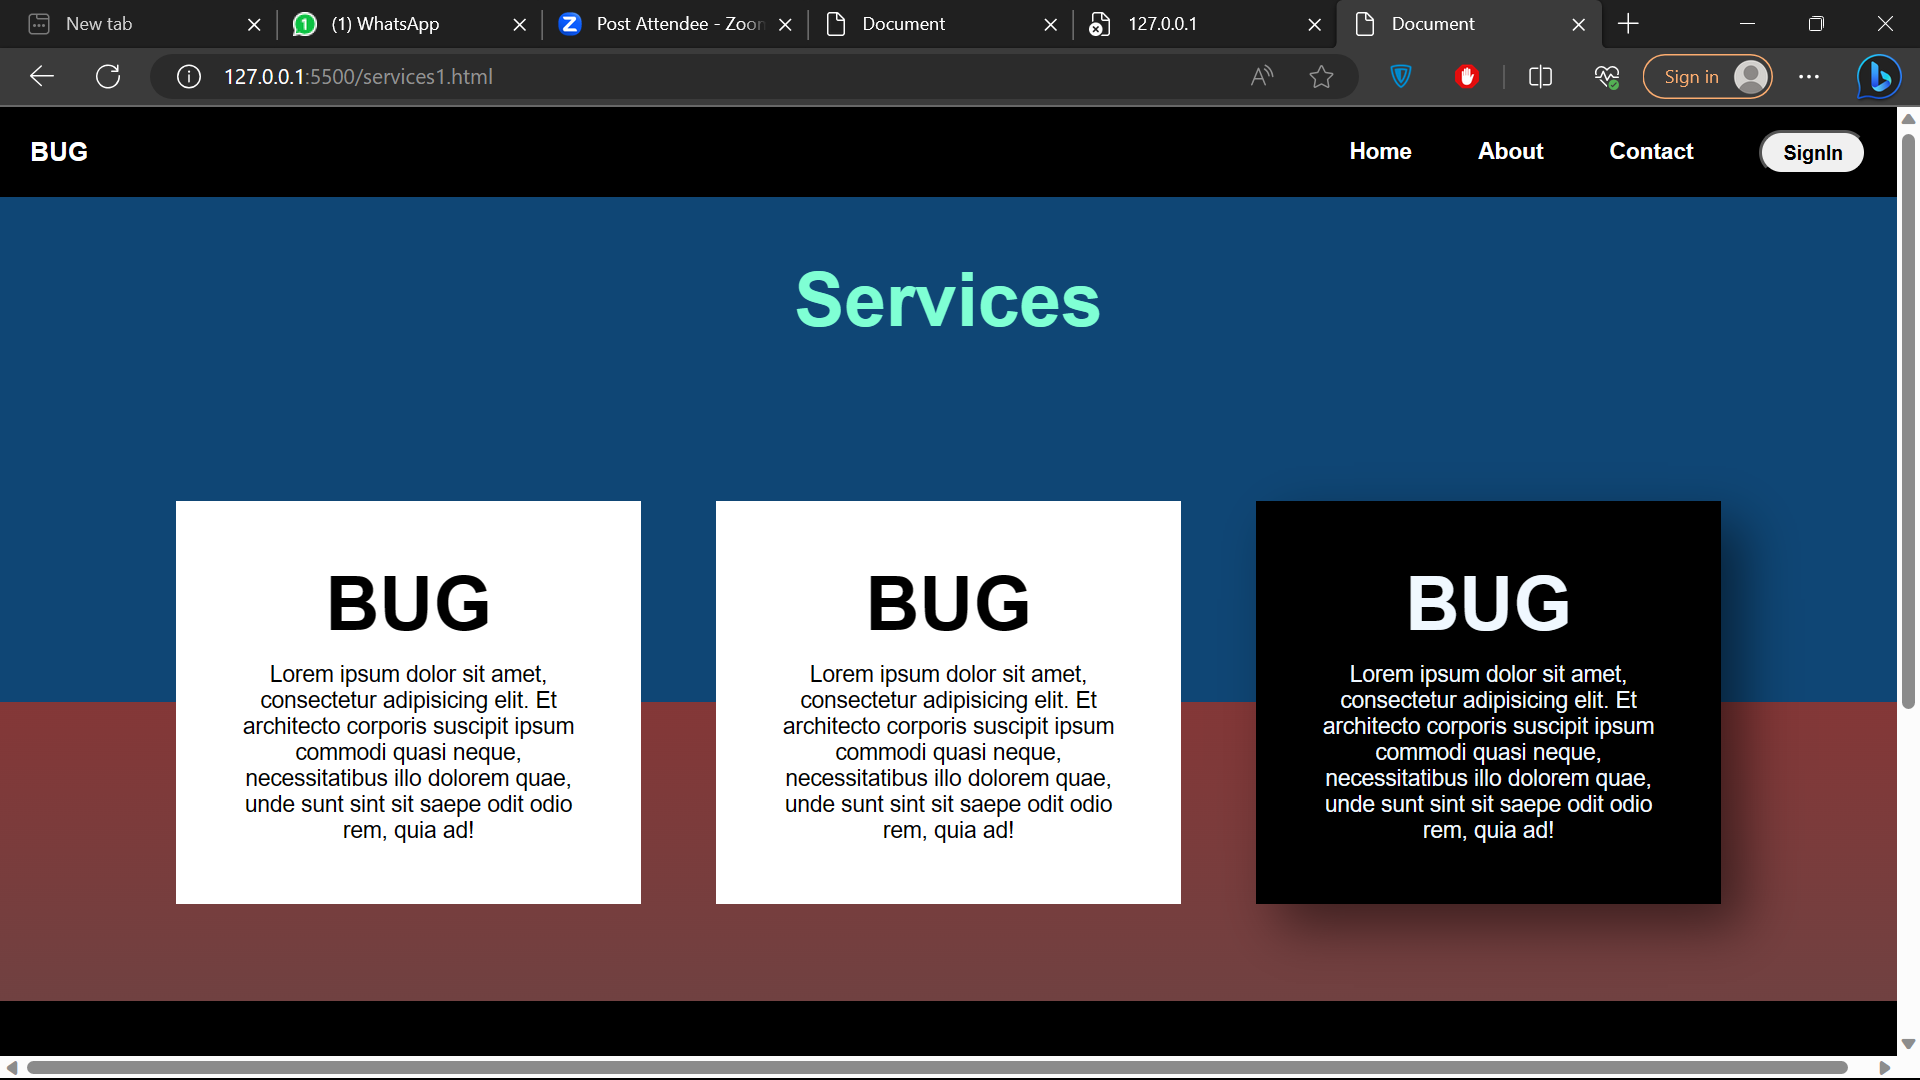 New tab
1 (1) WhatsApp
Post Attendee - Zoom
Document
127.0.0.1
Document
127.0.0.1:5500/services1.html
Sign in
BUG
Home
About
Contact
SignIn
Services
BUG
Lorem ipsum dolor sit amet,
consectetur adipisicing elit. Et
architecto corporis suscipit ipsum
commodi quasi neque,
necessitatibus illo dolorem quae,
unde sunt sint sit saepe odit odio
rem, quia ad!
BUG
Lorem ipsum dolor sit amet,
consectetur adipisicing elit. Et
architecto corporis suscipit ipsum
commodi quasi neque,
necessitatibus illo dolorem quae,
unde sunt sint sit saepe odit odio
rem, quia ad!
BUG
Lorem ipsum dolor sit amet,
consectetur adipisicing elit. Et
architecto corporis suscipit ipsum
commodi quasi neque,
necessitatibus illo dolorem quae,
unde sunt sint sit saepe odit odio
rem, quia ad!